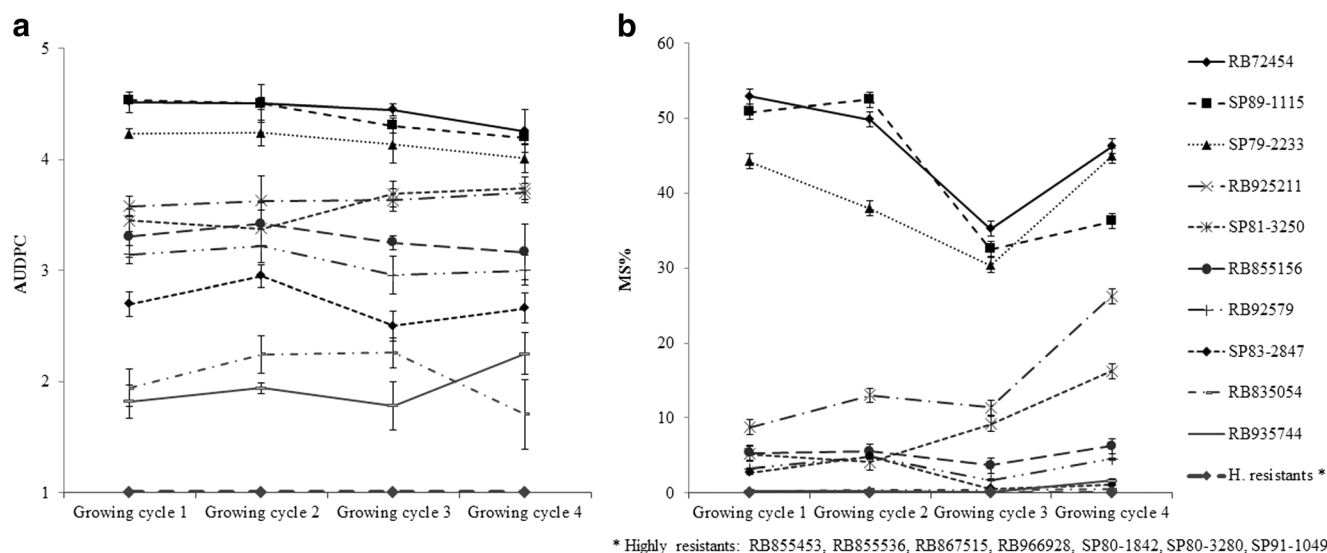 a
5
4
3
2
1
AUDPC
Growing cycle 1 Growing cycle 2 Growing cycle 3 Growing cycle 4
b
60
50
40
30
20
10
0
MS%
Growing cycle 1 Growing cycle 2 Growing cycle 3 Growing cycle 4
RB72454
SP89-1115
SP79-2233
RB925211
SP81-3250
RB855156
RB92579
SP83-2847
RB835054
RB935744
H. resistants *
* Highly resistants: RB855453, RB855536, RB867515, RB966928, SP80-1842, SP80-3280, SP91-1049